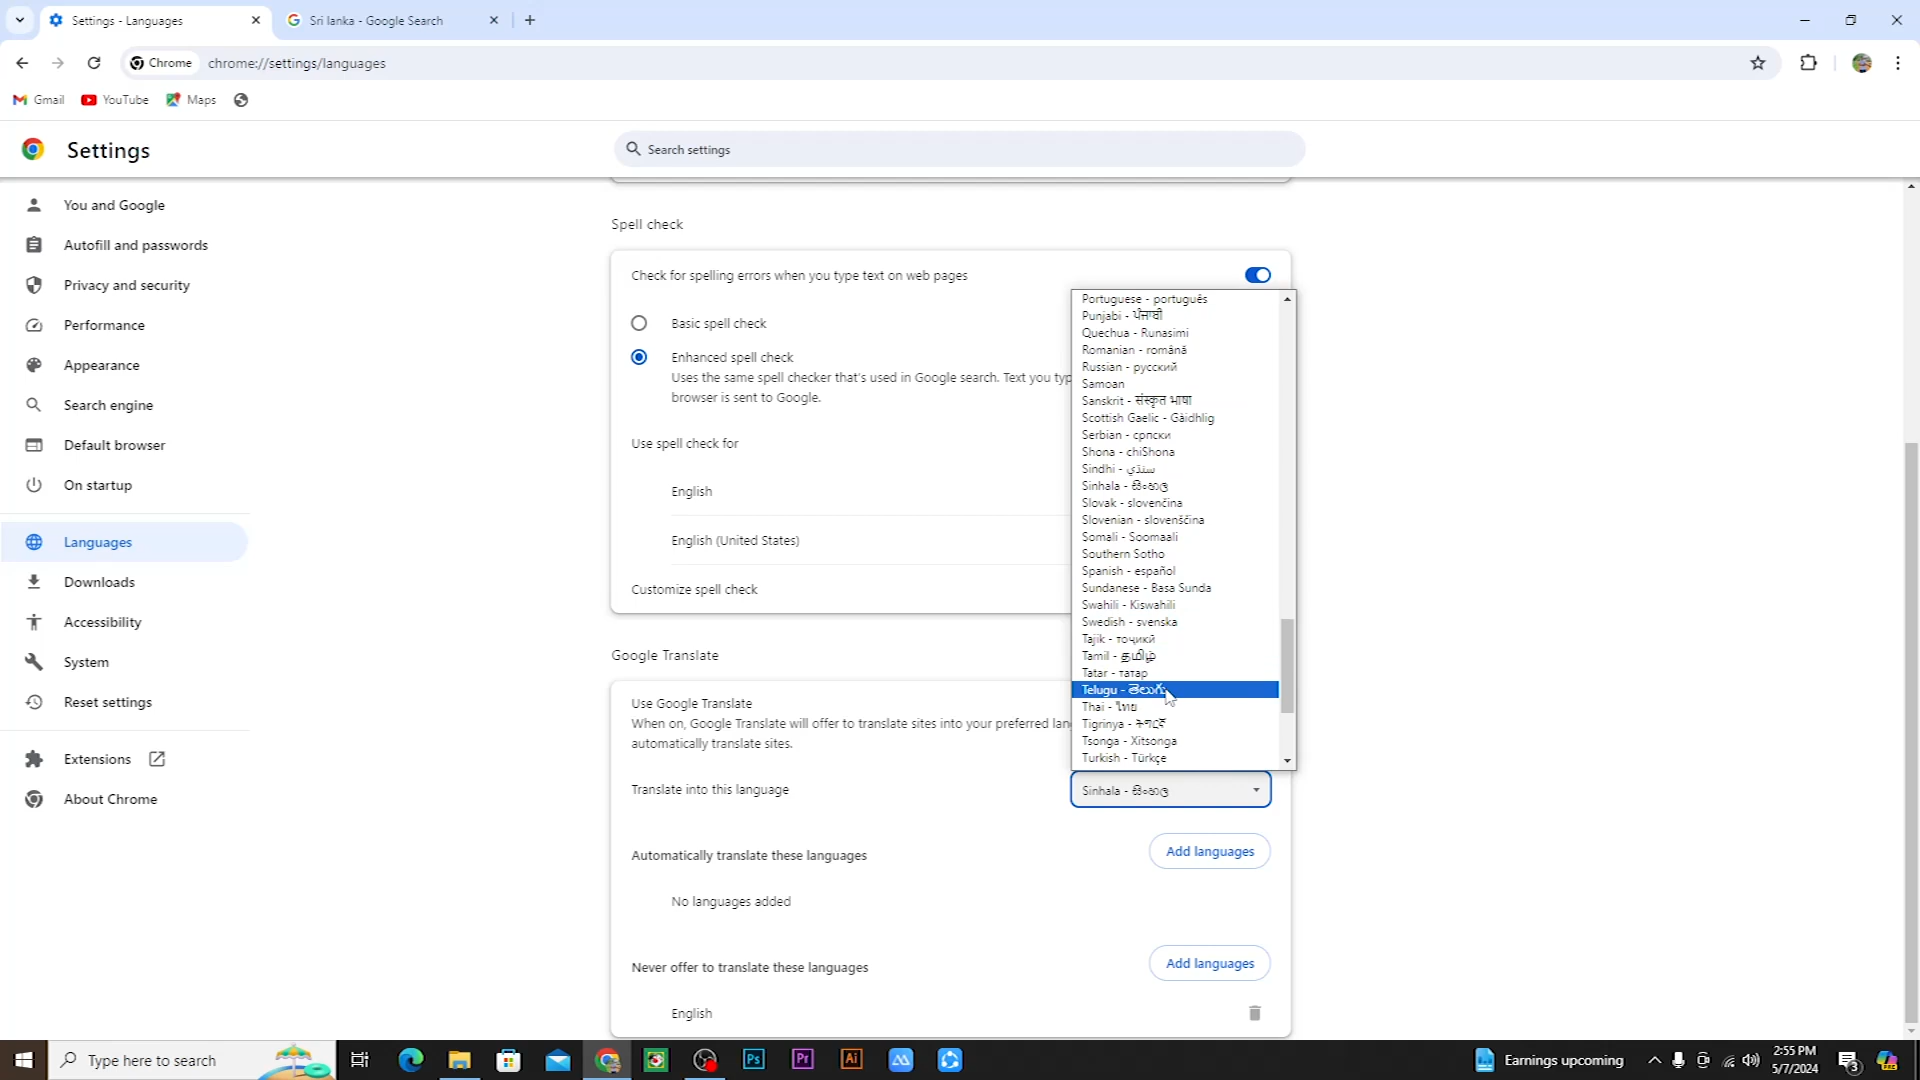 Settings - Languages
Sri lanka - Google Search
Chrome
chrome://settings/languages
Gmail
YouTube
Maps
Settings
Search settings
You and Google
Autofill and passwords
Privacy and security
Performance
Appearance
Search engine
Default browser
On startup
Languages
Downloads
Accessibility
System
Reset settings
Extensions
About Chrome
Spell check
Check for spelling errors when you type text on web pages
Basic spell check
Enhanced spell check
Uses the same spell checker that's used in Google search. Text you typ
browser is sent to Google.
Use spell check for
English
English (United States)
Customize spell check
Google Translate
Use Google Translate
When on, Google Translate will offer to translate sites into your preferred lan
automatically translate sites.
Translate into this language
Portuguese - português
Punjabi - ਪੰਜਾਬੀ
Quechua - Runasimi
Romanian - română
Russian - русский
Samoan
Sanskrit - संस्कृत भाषा
Scottish Gaelic - Gàidhlig
Serbian - српски
Shona - chiShona
Sindhi - سنڌي
Sinhala - සිංහල
Slovak - slovenčina
Slovenian - slovenščina
Somali - Soomaali
Southern Sotho
Spanish - español
Sundanese - Basa Sunda
Swahili - Kiswahili
Swedish - svenska
Tajik - тоҷикӣ
Tamil - தமிழ்
Tatar - татар
Telugu - తెలుగు
Thai - ไทย
Tigrinya - ትግርኛ
Tsonga - Xitsonga
Turkish - Türkçe
Sinhala - සිංහල
Automatically translate these languages
Add languages
No languages added
Never offer to translate these languages
Add languages
English
Type here to search
Ps
Pr
Ai
Earnings upcoming
2:55 PM
5/7/2024
3